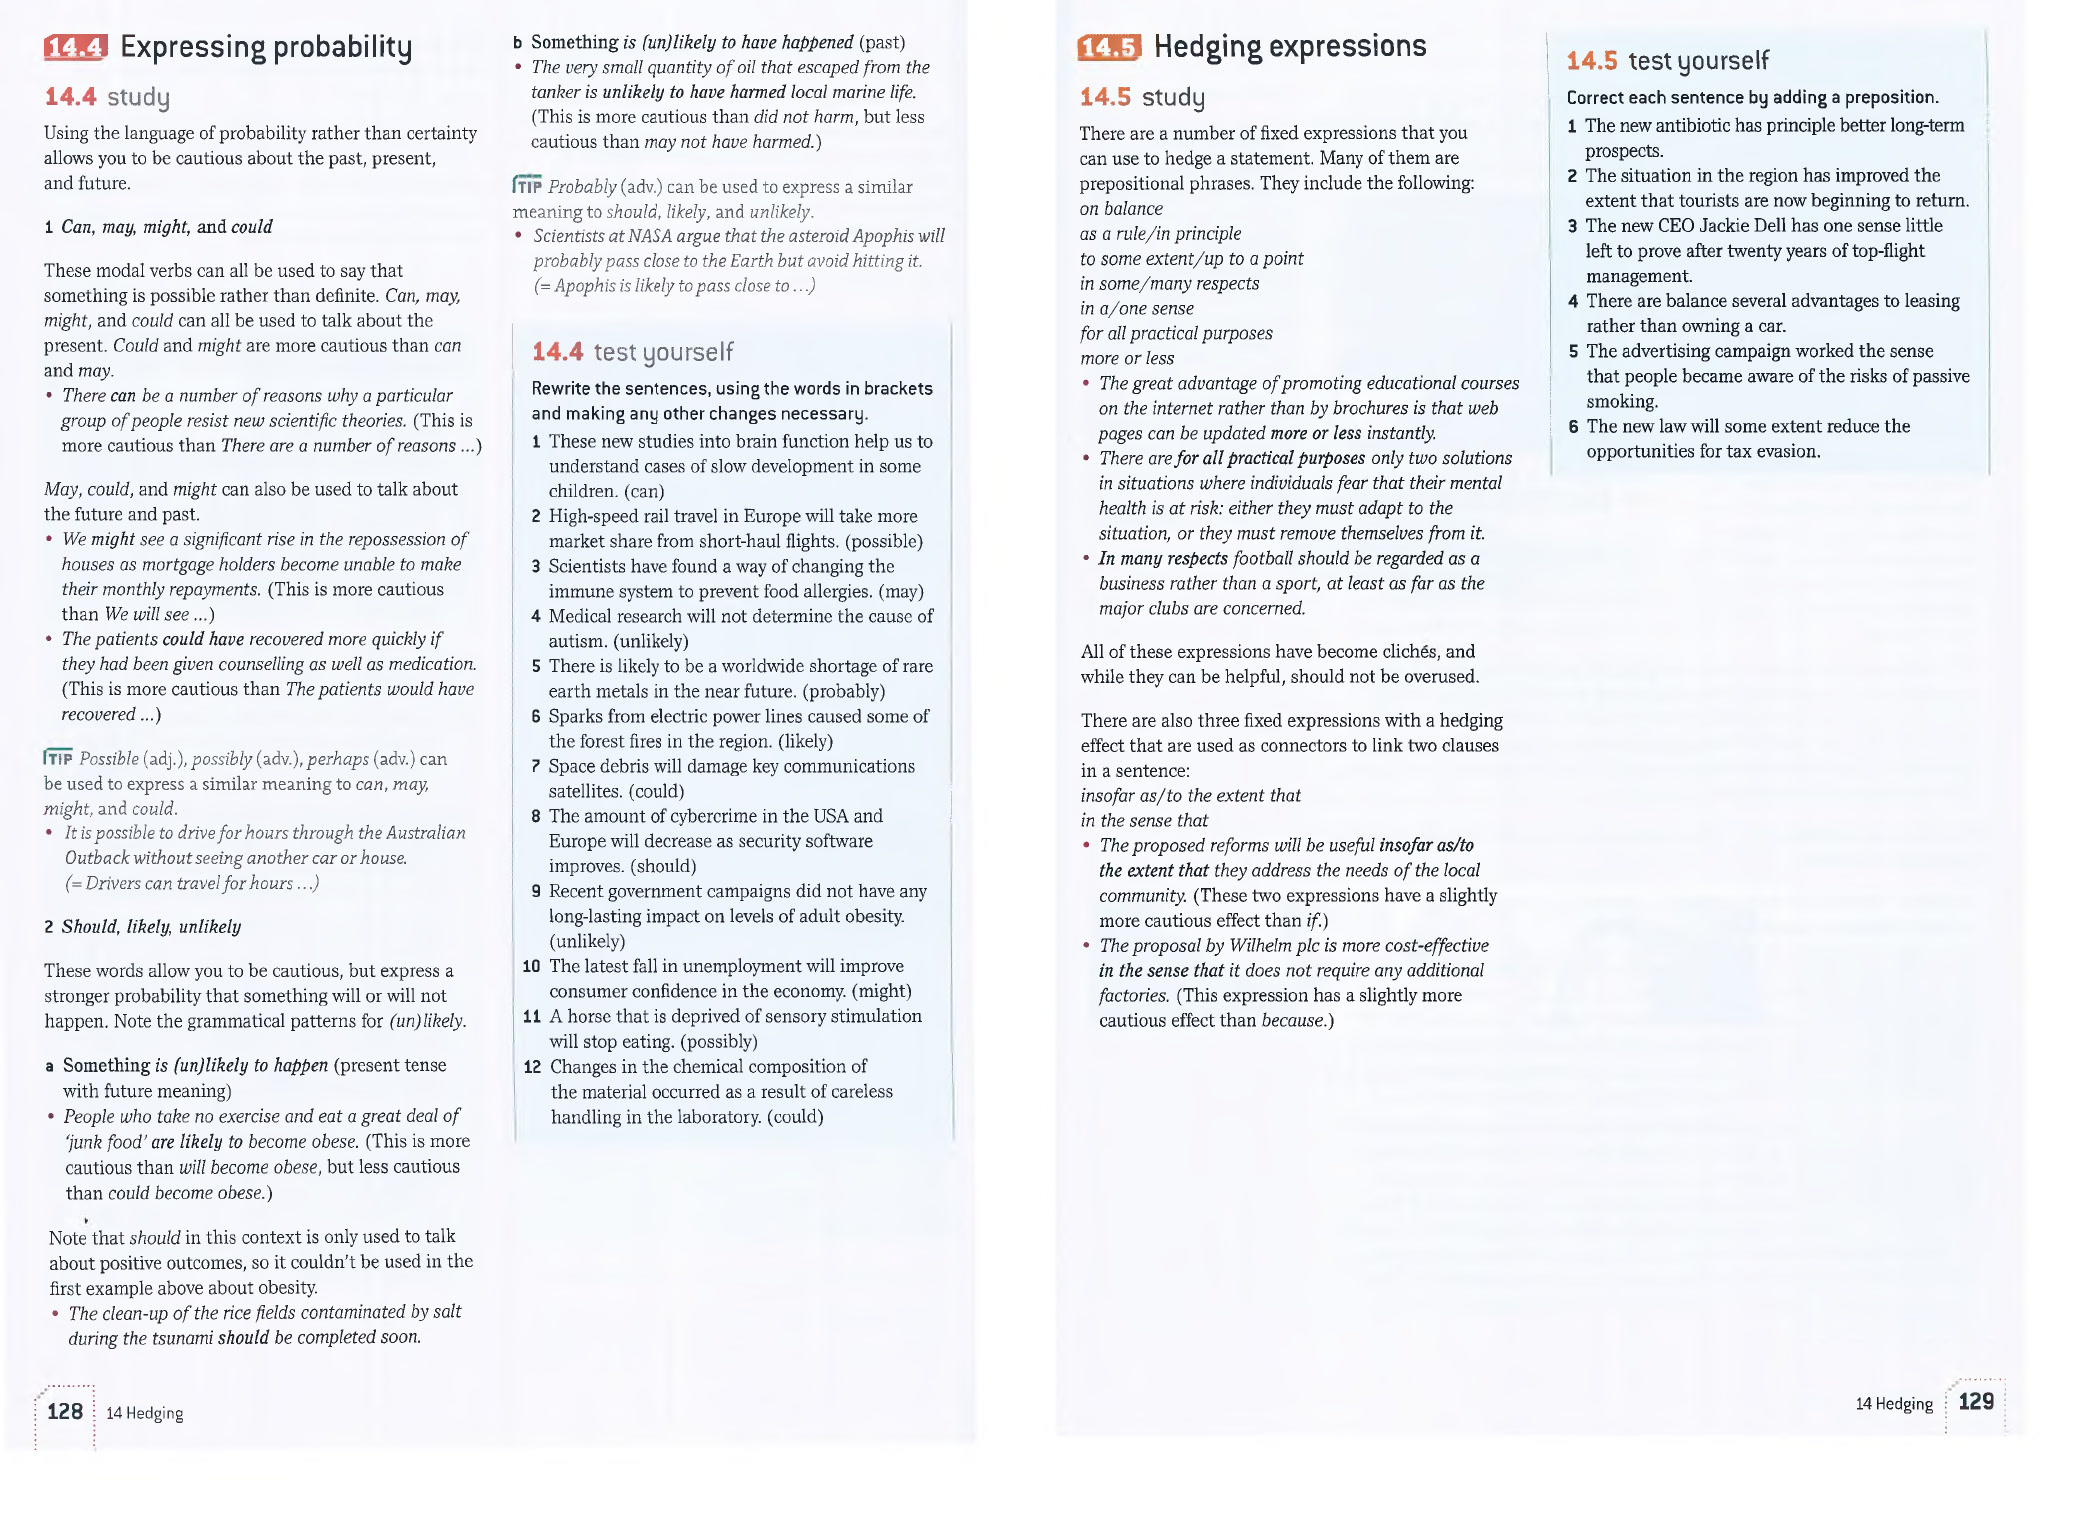 14.4 Expressing probability
14.4 study
Using the language of probability rather than certainty
allows you to be cautious about the past, present,
and future.
1 Can, may, might, and could
These modal verbs can all be used to say that
something is possible rather than definite. Can, may,
might, and could can all be used to talk about the
present. Could and might are more cautious than can
and may.
• There can be a number of reasons why a particular
group of people resist new scientific theories. (This is
more cautious than There are a number of reasons ...)
May, could, and might can also be used to talk about
the future and past.
• We might see a significant rise in the repossession of
houses as mortgage holders become unable to make
their monthly repayments. (This is more cautious
than We will see ...)
• The patients could have recovered more quickly if
they had been given counselling as well as medication.
(This is more cautious than The patients would have
recovered ...)
TIP Possible (adj.), possibly (adv.), perhaps (adv.) can
be used to express a similar meaning to can, may,
might, and could.
• It is possible to drive for hours through the Australian
Outback without seeing another car or house.
(= Drivers can travel for hours ...)
2 Should, likely, unlikely
These words allow you to be cautious, but express a
stronger probability that something will or will not
happen. Note the grammatical patterns for (un)likely.
a Something is (un)likely to happen (present tense
with future meaning)
• People who take no exercise and eat a great deal of
'junk food' are likely to become obese. (This is more
cautious than will become obese, but less cautious
than could become obese.)
Note that should in this context is only used to talk
about positive outcomes, so it couldn't be used in the
first example above about obesity.
• The clean-up of the rice fields contaminated by salt
during the tsunami should be completed soon.
128 14 Hedging
b Something is (un)likely to have happened (past)
• The very small quantity of oil that escaped from the
tanker is unlikely to have harmed local marine life.
(This is more cautious than did not harm, but less
cautious than may not have harmed.)
TIP Probably (adv.) can be used to express a similar
meaning to should, likely, and unlikely.
• Scientists at NASA argue that the asteroid Apophis will
probably pass close to the Earth but avoid hitting it.
(= Apophis is likely to pass close to ...)
14.4 test yourself
Rewrite the sentences, using the words in brackets
and making any other changes necessary.
1 These new studies into brain function help us to
understand cases of slow development in some
children. (can)
2 High-speed rail travel in Europe will take more
market share from short-haul flights. (possible)
3 Scientists have found a way of changing the
immune system to prevent food allergies. (may)
4 Medical research will not determine the cause of
autism. (unlikely)
5 There is likely to be a worldwide shortage of rare
earth metals in the near future. (probably)
6 Sparks from electric power lines caused some of
the forest fires in the region. (likely)
7 Space debris will damage key communications
satellites. (could)
8 The amount of cybercrime in the USA and
Europe will decrease as security software
improves. (should)
9 Recent government campaigns did not have any
long-lasting impact on levels of adult obesity.
(unlikely)
10 The latest fall in unemployment will improve
consumer confidence in the economy. (might)
11 A horse that is deprived of sensory stimulation
will stop eating. (possibly)
12 Changes in the chemical composition of
the material occurred as a result of careless
handling in the laboratory. (could)
14.5 Hedging expressions
14.5 study
There are a number of fixed expressions that you
can use to hedge a statement. Many of them are
prepositional phrases. They include the following:
on balance
as a rule/in principle
to some extent/up to a point
in some/many respects
in a/one sense
for all practical purposes
more or less
• The great advantage of promoting educational courses
on the internet rather than by brochures is that web
pages can be updated more or less instantly.
• There are for all practical purposes only two solutions
in situations where individuals fear that their mental
health is at risk: either they must adapt to the
situation, or they must remove themselves from it.
• In many respects football should be regarded as a
business rather than a sport, at least as far as the
major clubs are concerned.
All of these expressions have become clichés, and
while they can be helpful, should not be overused.
There are also three fixed expressions with a hedging
effect that are used as connectors to link two clauses
in a sentence:
insofar as/to the extent that
in the sense that
• The proposed reforms will be useful insofar as/to
the extent that they address the needs of the local
community. (These two expressions have a slightly
more cautious effect than if.)
• The proposal by Wilhelm plc is more cost-effective
in the sense that it does not require any additional
factories. (This expression has a slightly more
cautious effect than because.)
14.5 test yourself
Correct each sentence by adding a preposition.
1 The new antibiotic has principle better long-term
prospects.
2 The situation in the region has improved the
extent that tourists are now beginning to return.
3 The new CEO Jackie Dell has one sense little
left to prove after twenty years of top-flight
management.
4 There are balance several advantages to leasing
rather than owning a car.
5 The advertising campaign worked the sense
that people became aware of the risks of passive
smoking.
6 The new law will some extent reduce the
opportunities for tax evasion.
14 Hedging 129